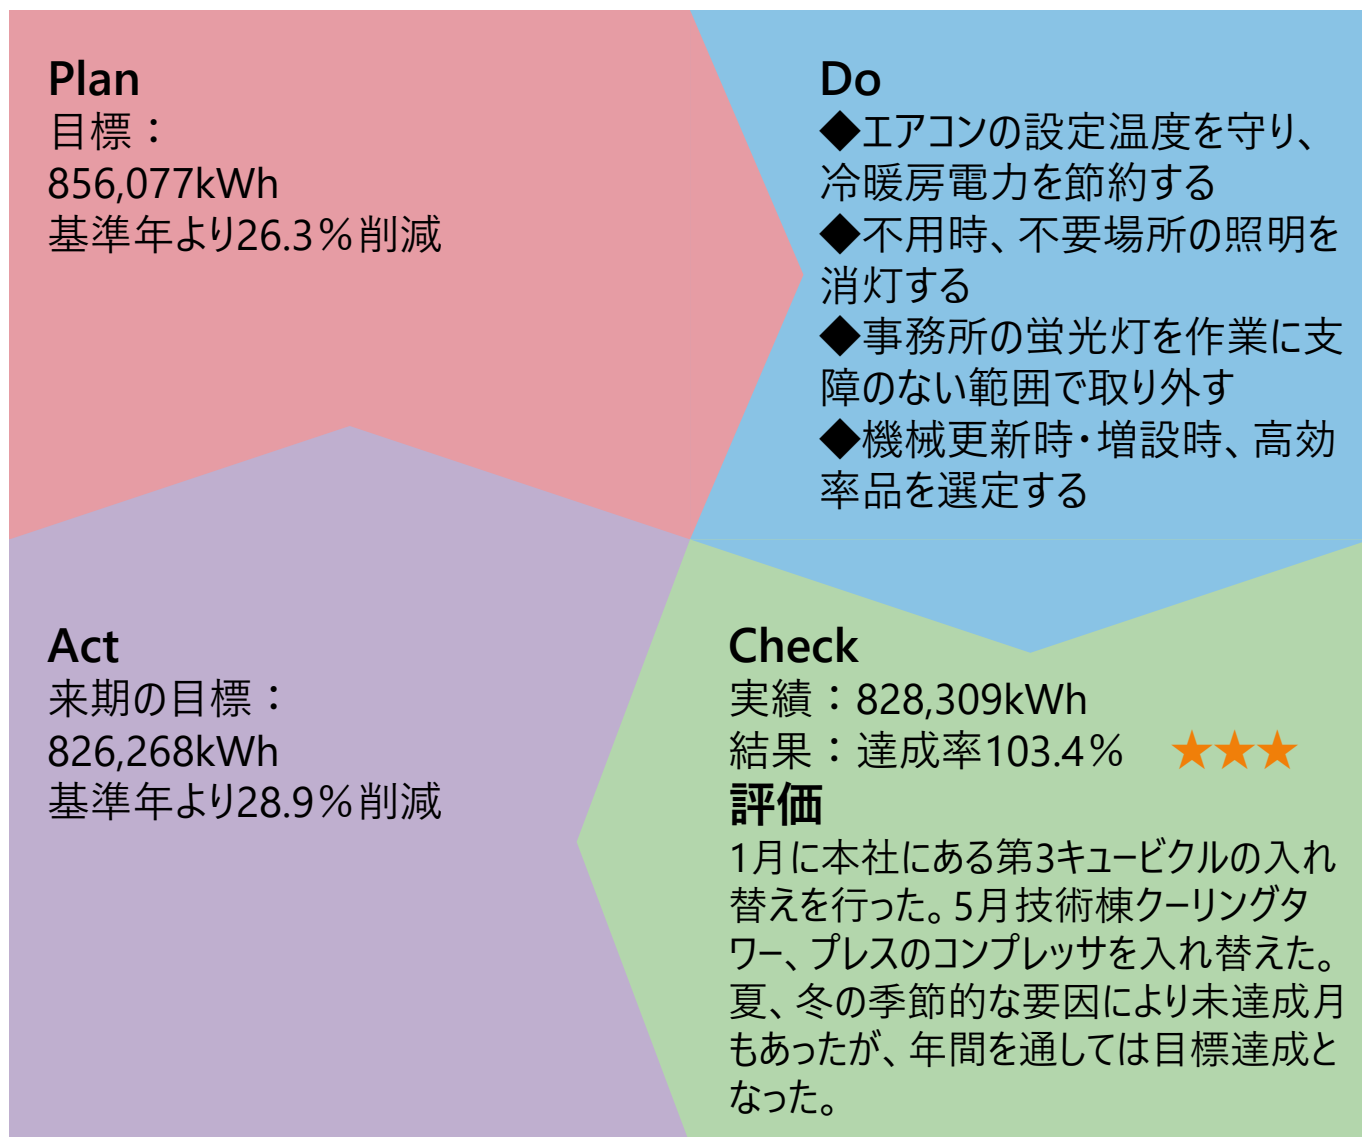 Plan
目標：
856,077kWh
基準年より26.3％削減
Do
◆エアコンの設定温度を守り、
冷暖房電力を節約する
◆不用時、不要場所の照明を
消灯する
◆事務所の蛍光灯を作業に支
障のない範囲で取り外す
◆機械更新時・増設時、高効
率品を選定する
Act
来期の目標：
826,268kWh
基準年より28.9％削減
Check
実績：828,309kWh
結果：達成率103.4％　★★★
評価
1月に本社にある第3キュービクルの入れ
替えを行った。5月技術棟クーリングタ
ワー、プレスのコンプレッサを入れ替えた。
夏、冬の季節的な要因により未達成月
もあったが、年間を通しては目標達成と
なった。